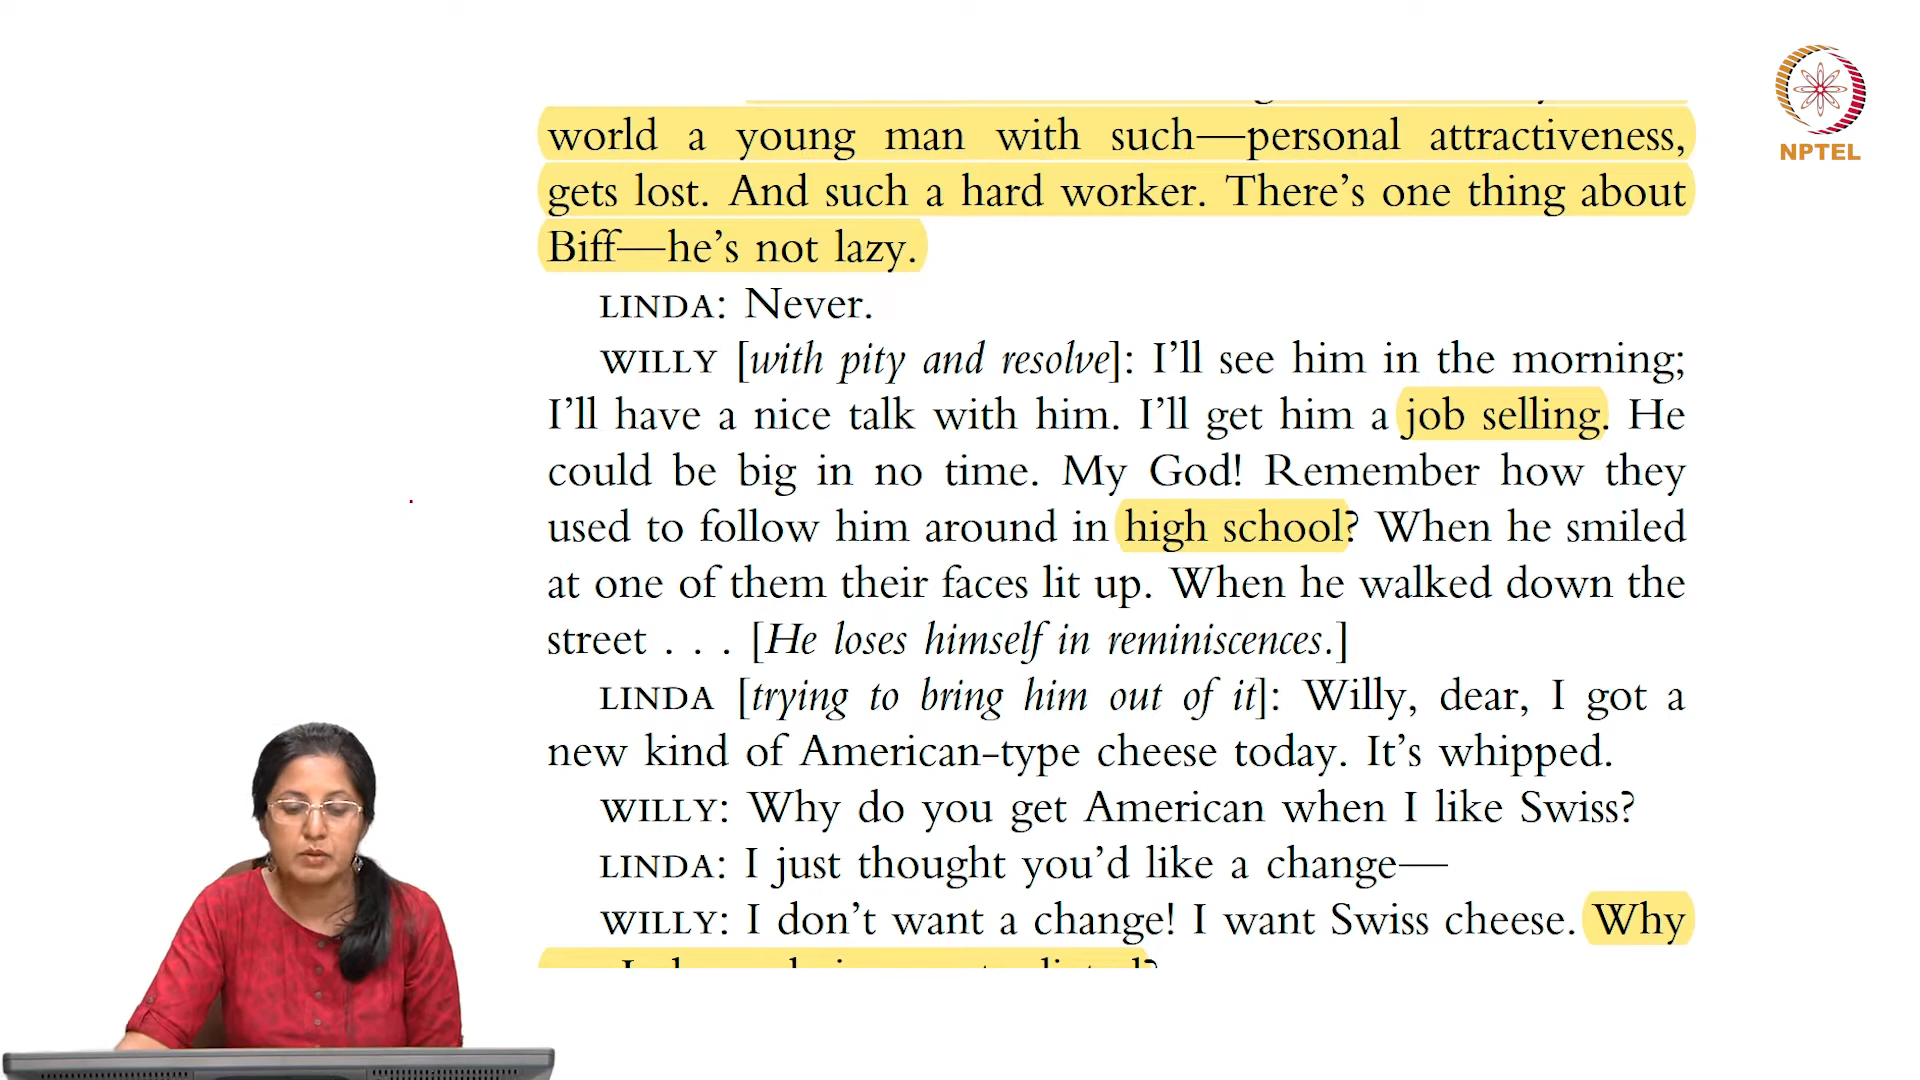 NPTEL
world a young man with such—personal attractiveness,
gets lost. And such a hard worker. There’s one thing about
Biff—he’s not lazy.
LINDA: Never.
WILLY [with pity and resolve]: I’ll see him in the morning;
I’ll have a nice talk with him. I’ll get him a job selling. He
could be big in no time. My God! Remember how they
used to follow him around in high school? When he smiled
at one of them their faces lit up. When he walked down the
street . . . [He loses himself in reminiscences.]
LINDA [trying to bring him out of it]: Willy, dear, I got a
new kind of American-type cheese today. It’s whipped.
WILLY: Why do you get American when I like Swiss?
LINDA: I just thought you’d like a change—
WILLY: I don’t want a change! I want Swiss cheese. Why